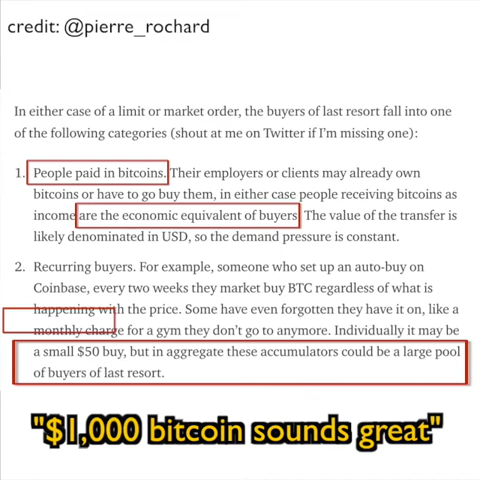 credit: @pierre_rochard
In either case of a limit or market order, the buyers of last resort fall into one
of the following categories (shout at me on Twitter if I'm missing one):
1. People paid in bitcoins. Their employers or clients may already own
bitcoins or have to go buy them, in either case people receiving bitcoins as
income are the economic equivalent of buyers. The value of the transfer is
likely denominated in USD, so the demand pressure is constant.
2. Recurring buyers. For example, someone who set up an auto-buy on
Coinbase, every two weeks they market buy BTC regardless of what is
happening with the price. Some have even forgotten they have it on, like a
monthly charge for a gym they don't go to anymore. Individually it may be
a small $50 buy, but in aggregate these accumulators could be a large pool
of buyers of last resort.
"$1,000 bitcoin sounds great"